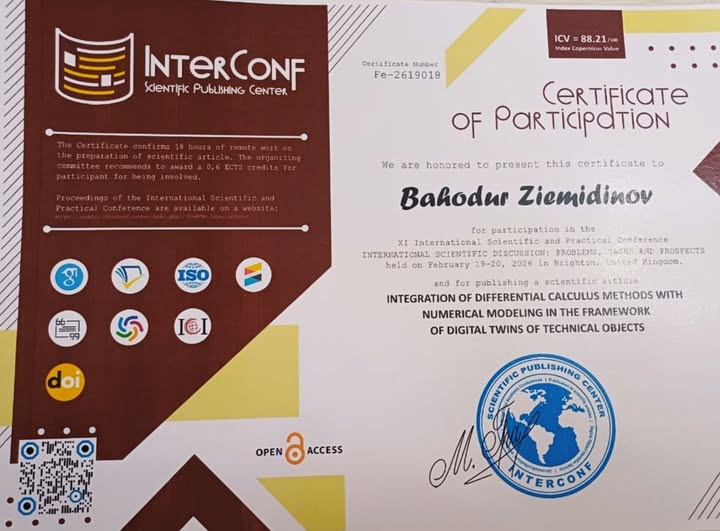 INTERCONF
SCIENTIFIC PUBLISHING CENTER
The Certificate confirms 18 hours of remote work on
the preparation of scientific article. The organizing
committee recommends to award a 0,6 ECTS credits for
participant for being involved.
Proceedings of the International Scientific and
Practical Conference are available on a website:
ISO
66
99
ICI
doi
OPEN ACCESS
ICV = 88.21 /100
Index Copernicus Value
Certificate Number
Fe-2619018
CERTIFICATE
OF PARTICIPATION
We are honored to present this certificate to
Bahodur Ziemidinov
for participation in the
XI International Scientific and Practical Conference
INTERNATIONAL SCIENTIFIC DISCUSSION: PROBLEMS, TASKS AND PROSPECTS
held on February 19-20, 2026 in Brighton, United Kingdom.
and for publishing a scientific article
INTEGRATION OF DIFFERENTIAL CALCULUS METHODS WITH
NUMERICAL MODELING IN THE FRAMEWORK
OF DIGITAL TWINS OF TECHNICAL OBJECTS
SCIENTIFIC PUBLISHING CENTER
INTERCONF